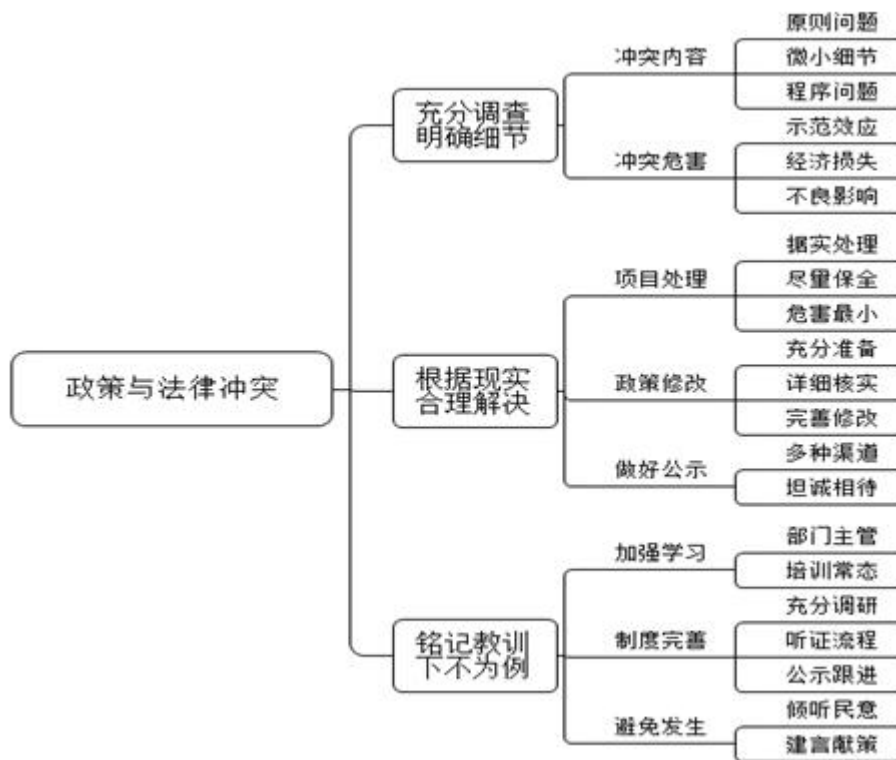 政策与法律冲突
充分调查
明确细节
冲突内容
原则问题
微小细节
程序问题
冲突危害
示范效应
经济损失
不良影响
根据现实
合理解决
项目处理
据实处理
尽量保全
危害最小
政策修改
充分准备
详细核实
完善修改
做好公示
多种渠道
坦诚相待
铭记教训
下不为例
加强学习
部门主管
培训常态
制度完善
充分调研
听证流程
公示跟进
避免发生
倾听民意
建言献策